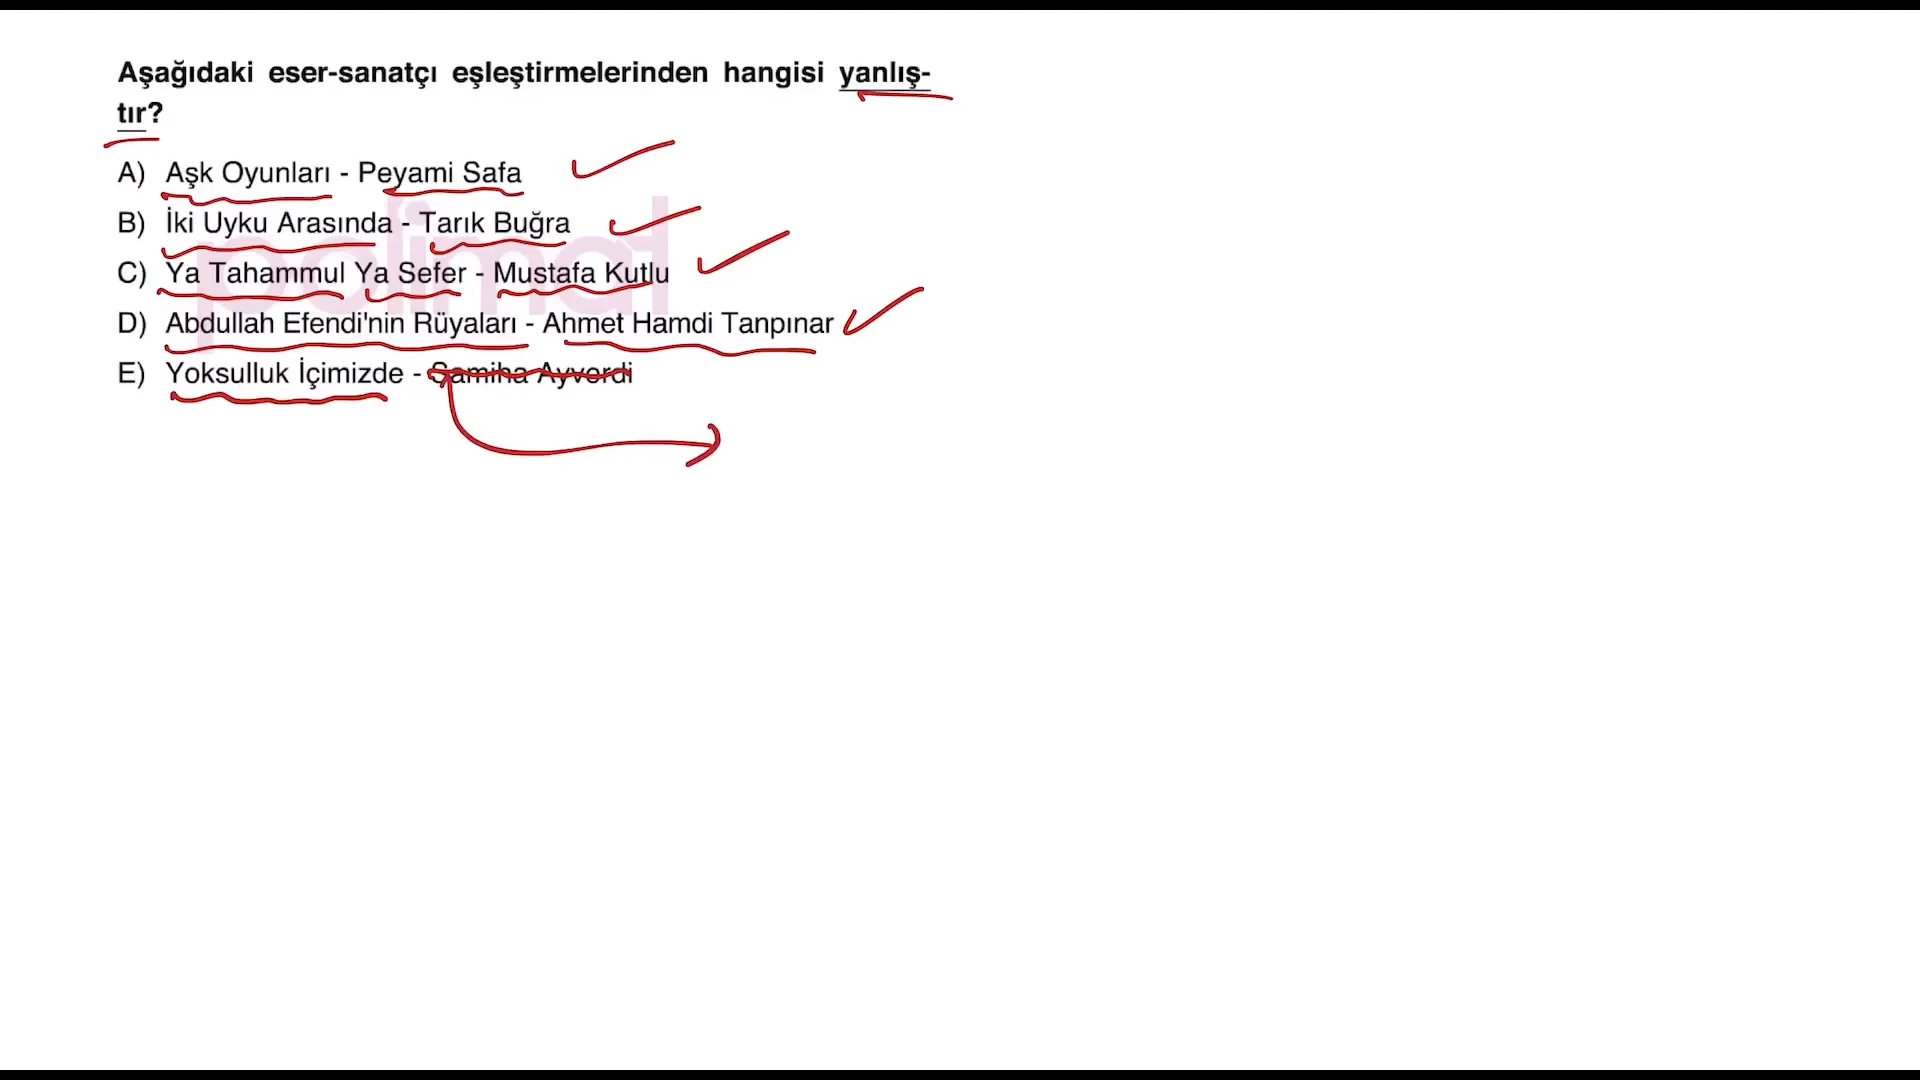 Aşağıdaki eser-sanatçı eşleştirmelerinden hangisi yanlış-
tır?
A) Aşk Oyunları - Peyami Safa
B) İki Uyku Arasında - Tarık Buğra
C) Ya Tahammul Ya Sefer - Mustafa Kutlu
D) Abdullah Efendi'nin Rüyaları - Ahmet Hamdi Tanpınar
E) Yoksulluk İçimizde - Samiha Ayverdi
polimal